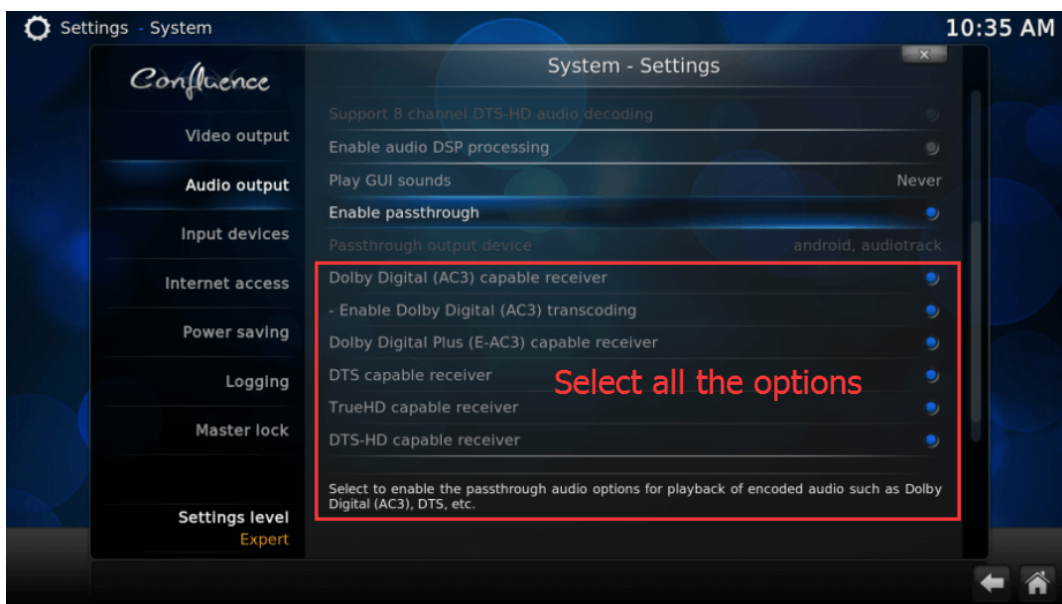 Settings - System
10:35 AM
Confluence
System - Settings
x
Video output
Audio output
Input devices
Internet access
Power saving
Logging
Master lock
Settings level
Expert
Support 8 channel DTS-HD audio decoding
Enable audio DSP processing
Play GUI sounds Never
Enable passthrough
Passthrough output device android, audiotrack
Dolby Digital (AC3) capable receiver
- Enable Dolby Digital (AC3) transcoding
Dolby Digital Plus (E-AC3) capable receiver
DTS capable receiver
Select all the options
TrueHD capable receiver
DTS-HD capable receiver
Select to enable the passthrough audio options for playback of encoded audio such as Dolby
Digital (AC3), DTS, etc.